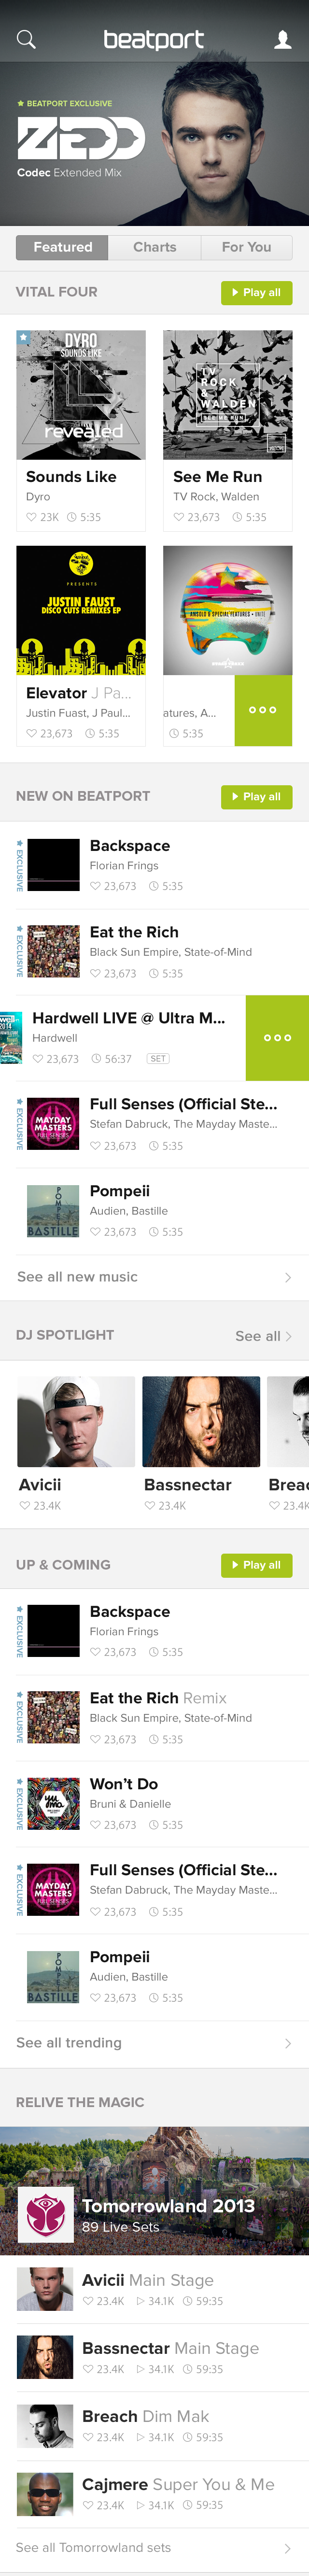 beatport
BEATPORT EXCLUSIVE
ZEDD
Codec Extended Mix
Featured Charts For You
VITAL FOUR Play all
DYRO
SOUNDS LIKE
revealed
TV
ROCK
&
WALDEN
SEE ME RUN
Sounds Like
Dyro
23K 5:35
See Me Run
TV Rock, Walden
23,673 5:35
PRESENTS
JUSTIN FAUST
DISCO CUTS REMIXES EP
Elevator J Pa...
Justin Fuast, J Paul...
23,673 5:35
atures, A...
5:35
NEW ON BEATPORT Play all
EXCLUSIVE
Backspace
Florian Frings
23,673 5:35
EXCLUSIVE
Eat the Rich
Black Sun Empire, State-of-Mind
23,673 5:35
2014
Hardwell LIVE @ Ultra M...
Hardwell
23,673 56:37 SET
EXCLUSIVE
MAYDAY
MASTERS
FULL SENSES
Full Senses (Official Ste...
Stefan Dabruck, The Mayday Maste...
23,673 5:35
POMPEII
BASTILLE
Pompeii
Audien, Bastille
23,673 5:35
See all new music
DJ SPOTLIGHT See all
Avicii
23.4K
Bassnectar
23.4K
Breac
23.4K
UP & COMING Play all
EXCLUSIVE
Backspace
Florian Frings
23,673 5:35
EXCLUSIVE
Eat the Rich Remix
Black Sun Empire, State-of-Mind
23,673 5:35
EXCLUSIVE
Won't Do
Bruni & Danielle
23,673 5:35
EXCLUSIVE
MAYDAY
MASTERS
FULL SENSES
Full Senses (Official Ste...
Stefan Dabruck, The Mayday Maste...
23,673 5:35
POMPEII
BASTILLE
Pompeii
Audien, Bastille
23,673 5:35
See all trending
RELIVE THE MAGIC
Tomorrowland 2013
89 Live Sets
Avicii Main Stage
23.4K 34.1K 59:35
Bassnectar Main Stage
23.4K 34.1K 59:35
Breach Dim Mak
23.4K 34.1K 59:35
Cajmere Super You & Me
23.4K 34.1K 59:35
See all Tomorrowland sets